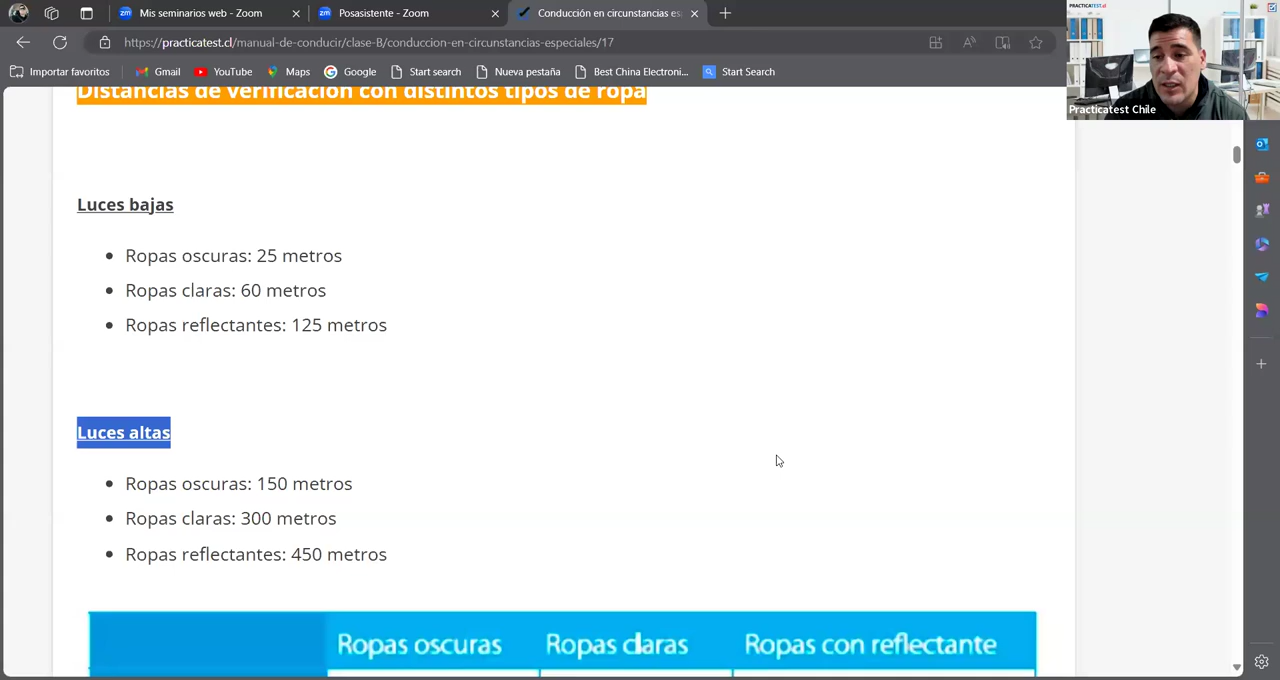 Mis seminarios web - Zoom
Posasistente - Zoom
Conducción en circunstancias es
https://practicatest.cl/manual-de-conducir/clase-B/conduccion-en-circunstancias-especiales/17
Importar favoritos
Gmail
YouTube
Maps
Google
Start search
Nueva pestaña
Best China Electroni...
Start Search
PRACTICATEST.cl
Practicatest Chile
Distancias de verificación con distintos tipos de ropa
Luces bajas
• Ropas oscuras: 25 metros
• Ropas claras: 60 metros
• Ropas reflectantes: 125 metros
Luces altas
• Ropas oscuras: 150 metros
• Ropas claras: 300 metros
• Ropas reflectantes: 450 metros
Ropas oscuras
Ropas claras
Ropas con reflectante